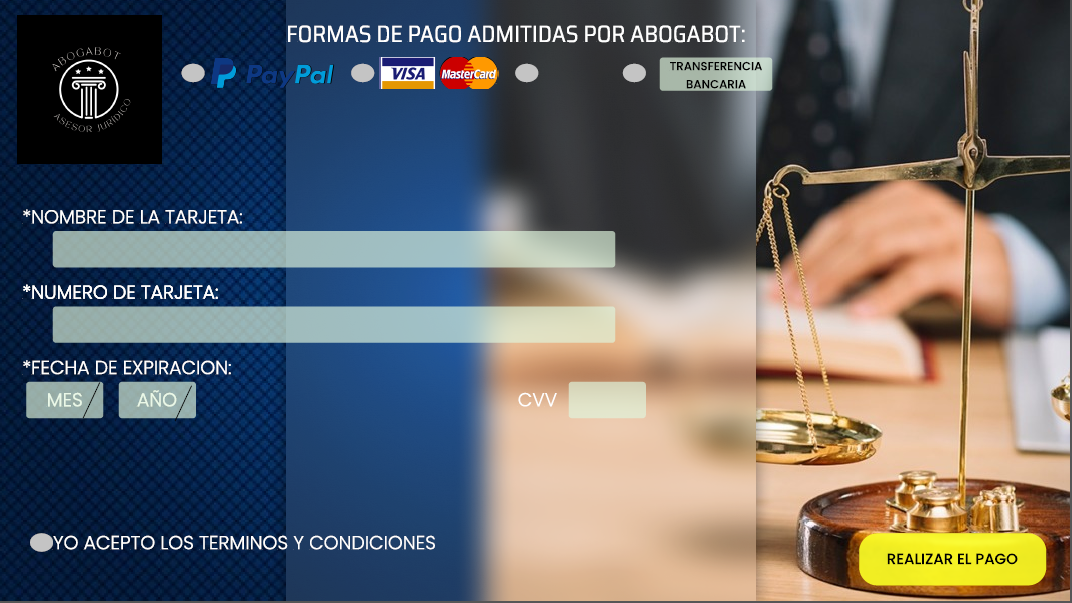 FORMAS DE PAGO ADMITIDAS POR ABOGABOT:
ABOGABOT
ASESOR JURIDICO
PayPal
VISA
MasterCard
TRANSFERENCIA
BANCARIA
*NOMBRE DE LA TARJETA:
*NUMERO DE TARJETA:
*FECHA DE EXPIRACION:
MES/ AÑO/ CVV
YO ACEPTO LOS TERMINOS Y CONDICIONES
REALIZAR EL PAGO